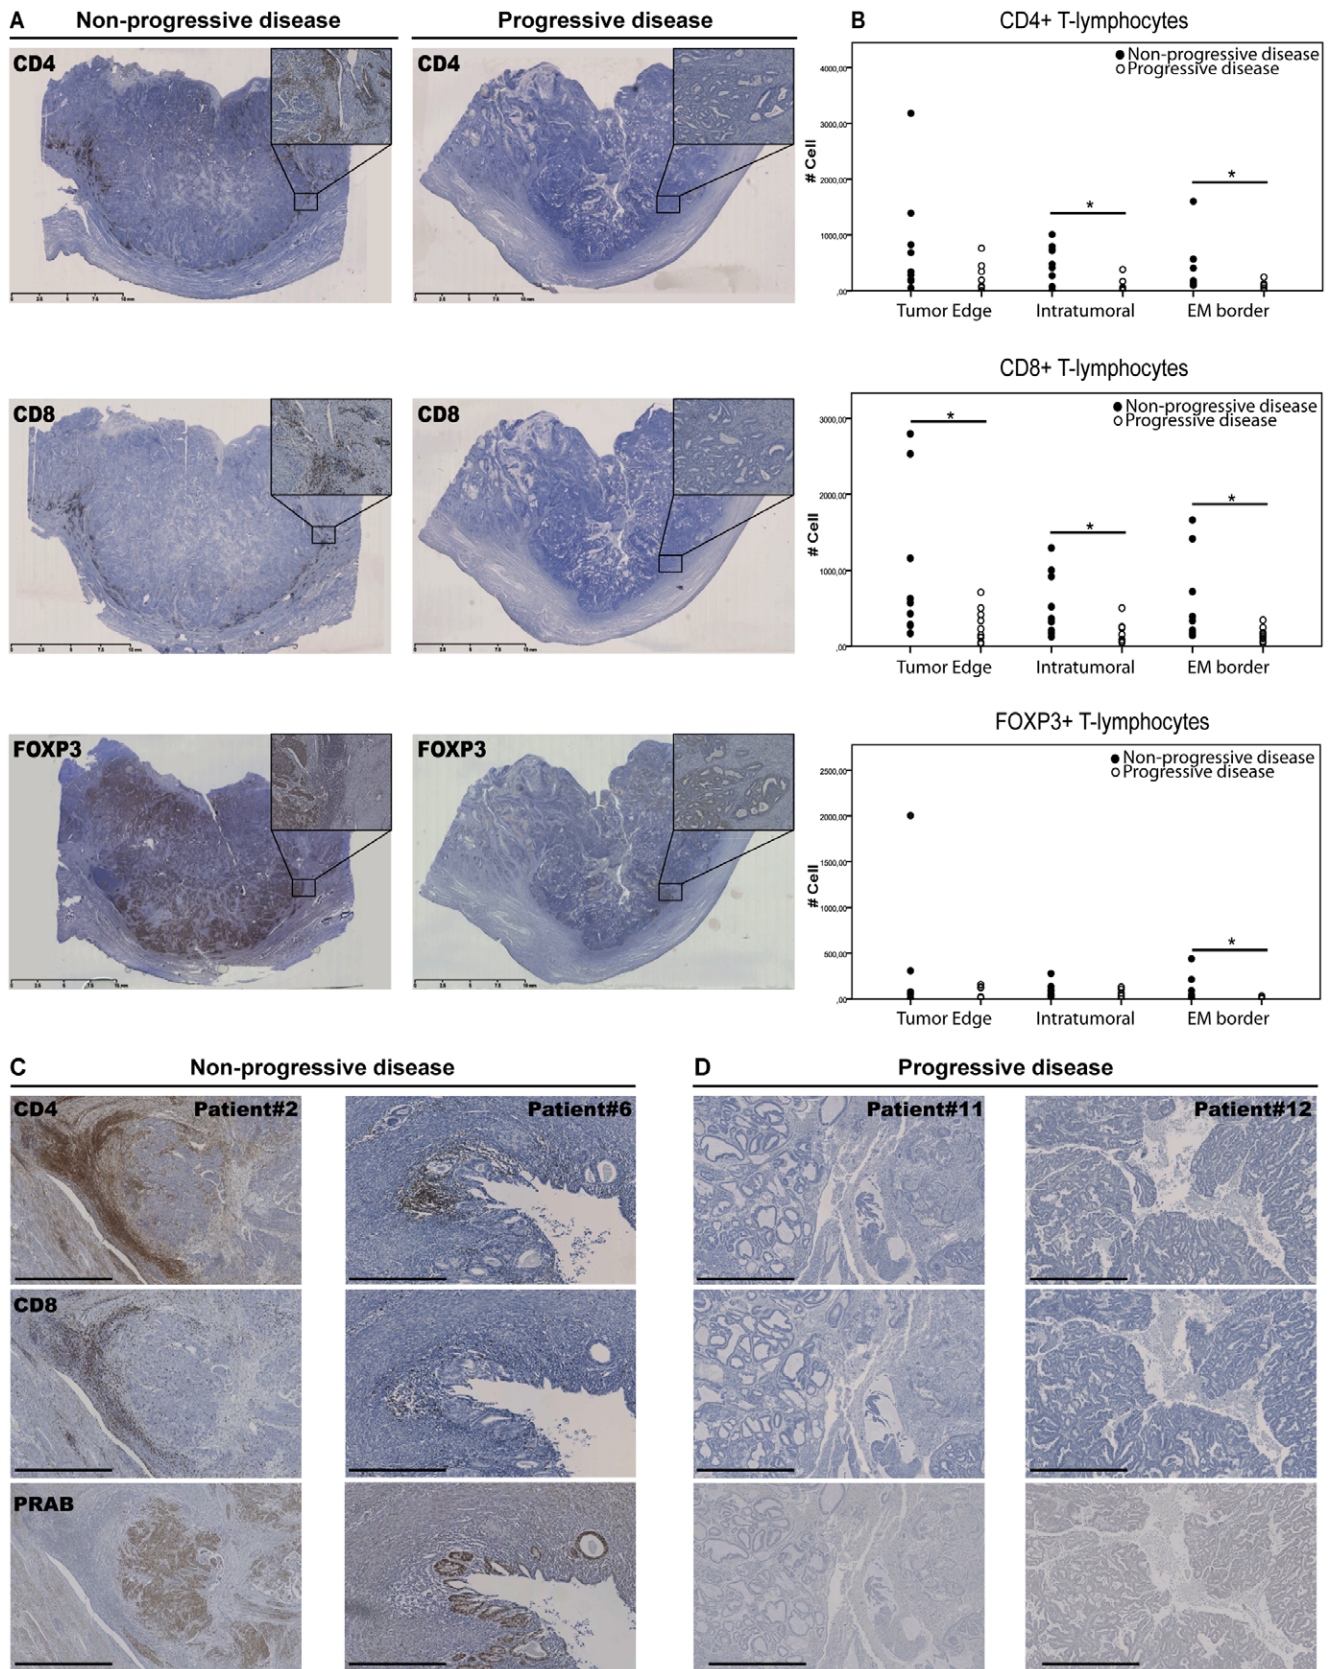 A
Non-progressive disease
Progressive disease
CD4
CD4
CD8
CD8
FOXP3
FOXP3
B
CD4+ T-lymphocytes
Non-progressive disease
Progressive disease
# Cell
4000,00
3000,00
2000,00
1000,00
,00
*
*
Tumor Edge
Intratumoral
EM border
CD8+ T-lymphocytes
Non-progressive disease
Progressive disease
# Cell
3000,00
2000,00
1000,00
,00
*
*
*
Tumor Edge
Intratumoral
EM border
FOXP3+ T-lymphocytes
Non-progressive disease
Progressive disease
# Cell
2500,00
2000,00
1500,00
1000,00
500,00
,00
*
Tumor Edge
Intratumoral
EM border
C
Non-progressive disease
CD4
Patient#2
Patient#6
CD8
PRAB
D
Progressive disease
Patient#11
Patient#12